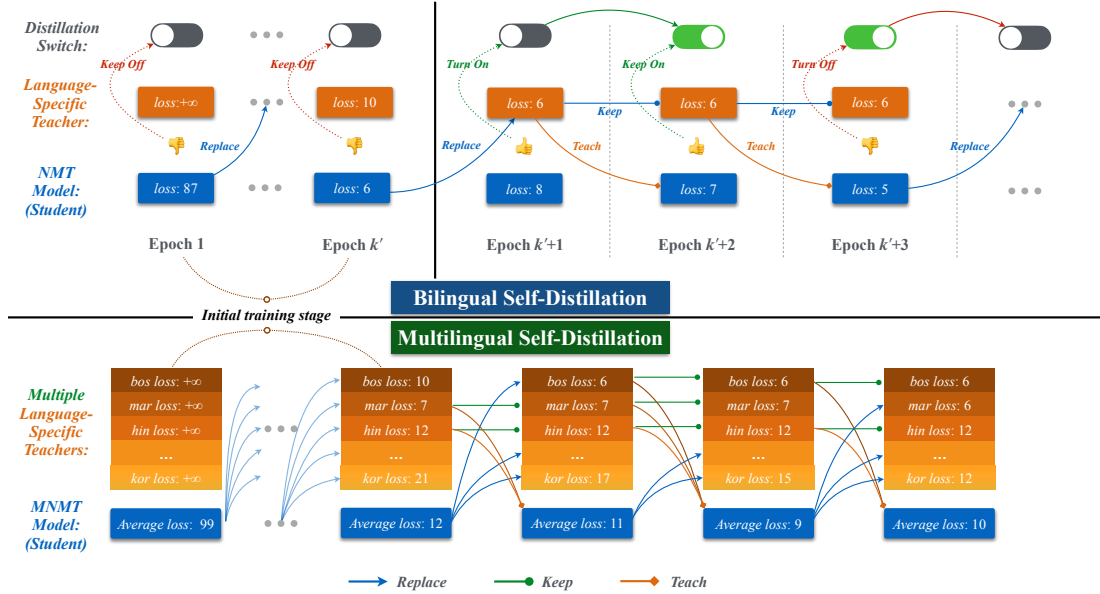 Distillation
Switch:
Keep Off
Keep Off
Turn On
Keep On
Turn Off
Language-
Specific
Teacher:
loss:+∞
loss: 10
loss: 6
loss: 6
loss: 6
Keep
Keep
Replace
Replace
Teach
Teach
Replace
NMT
Model:
(Student)
loss: 87
loss: 6
loss: 8
loss: 7
loss: 5
Epoch 1
Epoch k'
Epoch k'+1
Epoch k'+2
Epoch k'+3
Bilingual Self-Distillation
Initial training stage
Multilingual Self-Distillation
Multiple
Language-
Specific
Teachers:
bos loss: +∞
mar loss: +∞
hin loss: +∞
...
kor loss: +∞
bos loss: 10
mar loss: 7
hin loss: 12
...
kor loss: 21
bos loss: 6
mar loss: 7
hin loss: 12
...
kor loss: 17
bos loss: 6
mar loss: 7
hin loss: 12
...
kor loss: 15
bos loss: 6
mar loss: 6
hin loss: 12
...
kor loss: 12
MNMT
Model:
(Student)
Average loss: 99
Average loss: 12
Average loss: 11
Average loss: 9
Average loss: 10
Replace
Keep
Teach